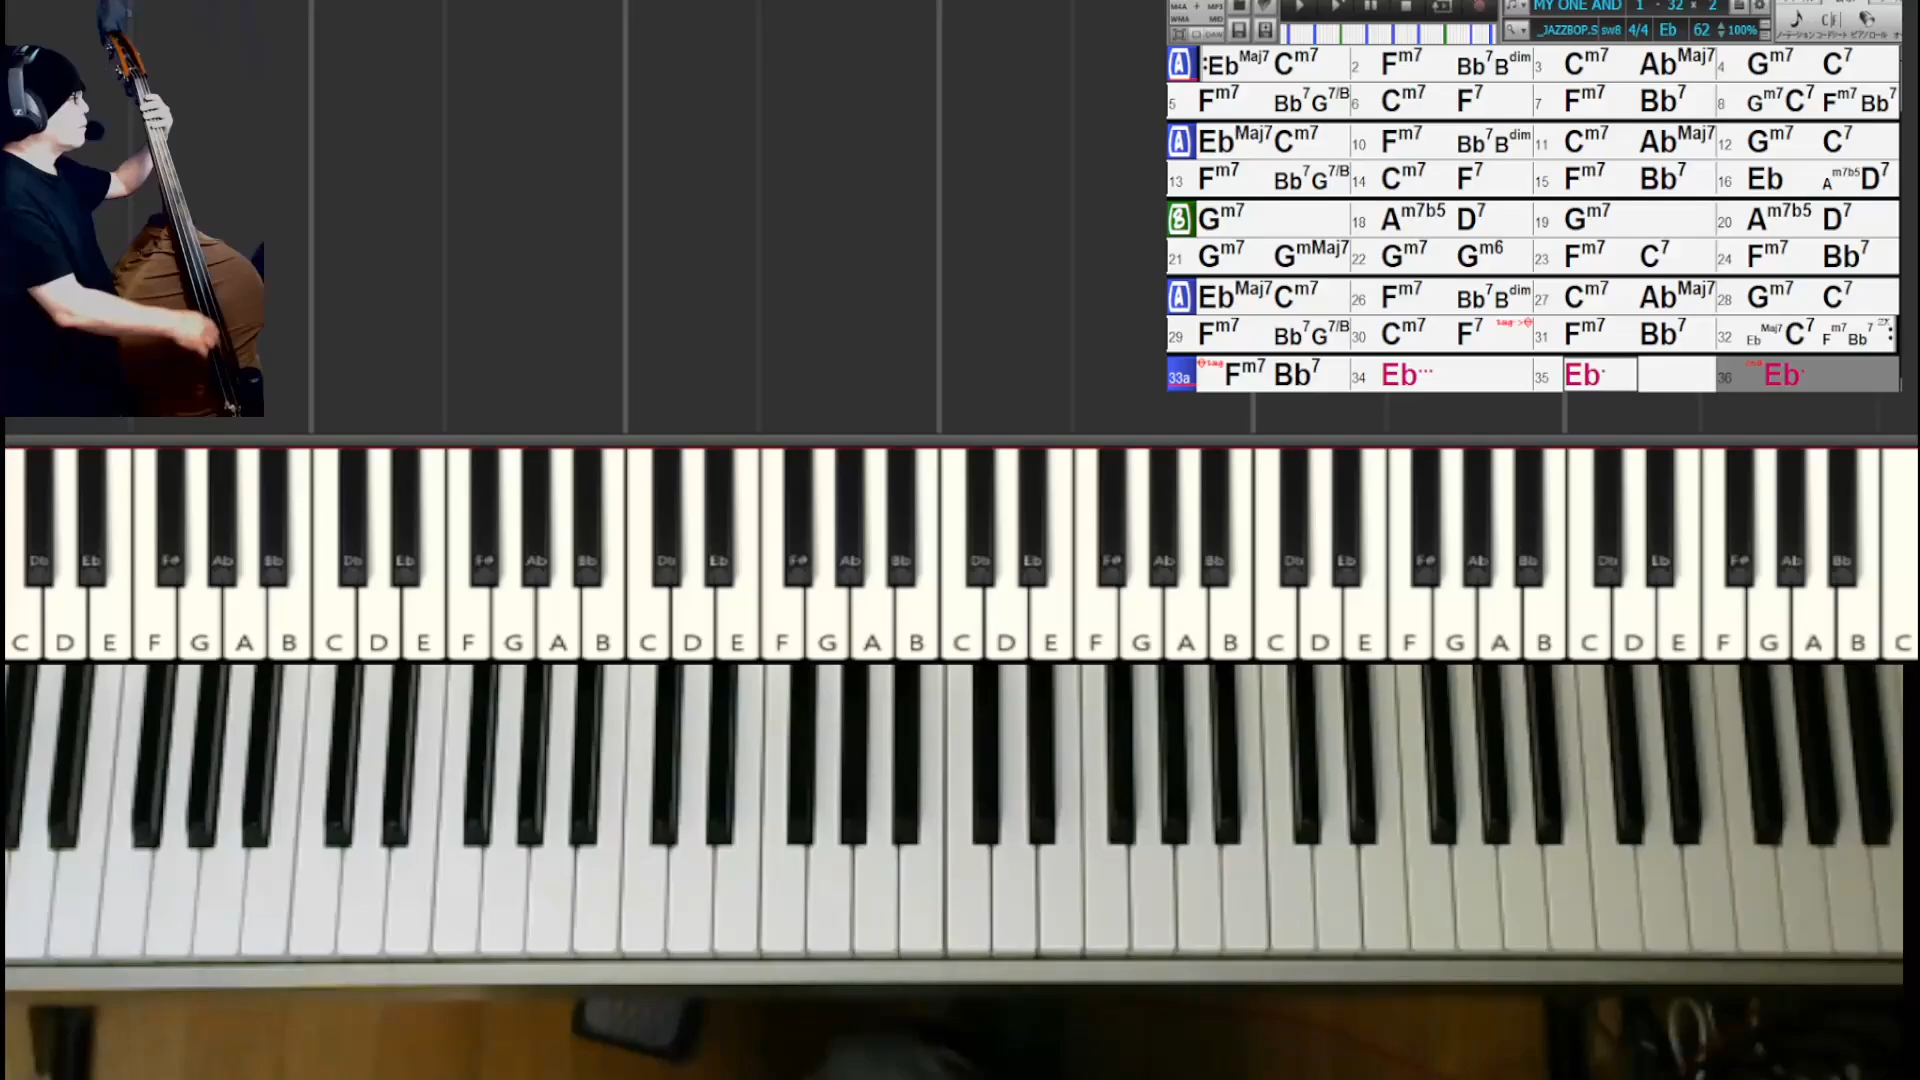 M4A + MP3
WMA MID
MY ONE AND 1 - 32 x 2
_JAZZBOP.S sw8 4/4 Eb 62 100%
A :EbMaj7 Cm7 2 Fm7 Bb7 Bdim 3 Cm7 AbMaj7 4 Gm7 C7
5 Fm7 Bb7 G7/B 6 Cm7 F7 7 Fm7 Bb7 8 Gm7 C7 Fm7 Bb7
A EbMaj7 Cm7 10 Fm7 Bb7 Bdim 11 Cm7 AbMaj7 12 Gm7 C7
13 Fm7 Bb7 G7/B 14 Cm7 F7 15 Fm7 Bb7 16 Eb Am7b5 D7
B Gm7 18 Am7b5 D7 19 Gm7 20 Am7b5 D7
21 Gm7 GmMaj7 22 Gm7 Gm6 23 Fm7 C7 24 Fm7 Bb7
A EbMaj7 Cm7 26 Fm7 Bb7 Bdim 27 Cm7 AbMaj7 28 Gm7 C7
29 Fm7 Bb7 G7/B 30 Cm7 F7 31 Fm7 Bb7 32 EbMaj7 C7 Fm7 Bb7 2x :
33a Fm7 Bb7 34 Eb... 35 Eb. 36 Eb.
Db Eb F# Ab Bb Db Eb F# Ab Bb Db Eb F# Ab Bb Db Eb F# Ab Bb Db Eb F# Ab Bb Db Eb F# Ab Bb
C D E F G A B C D E F G A B C D E F G A B C D E F G A B C D E F G A B C D E F G A B C